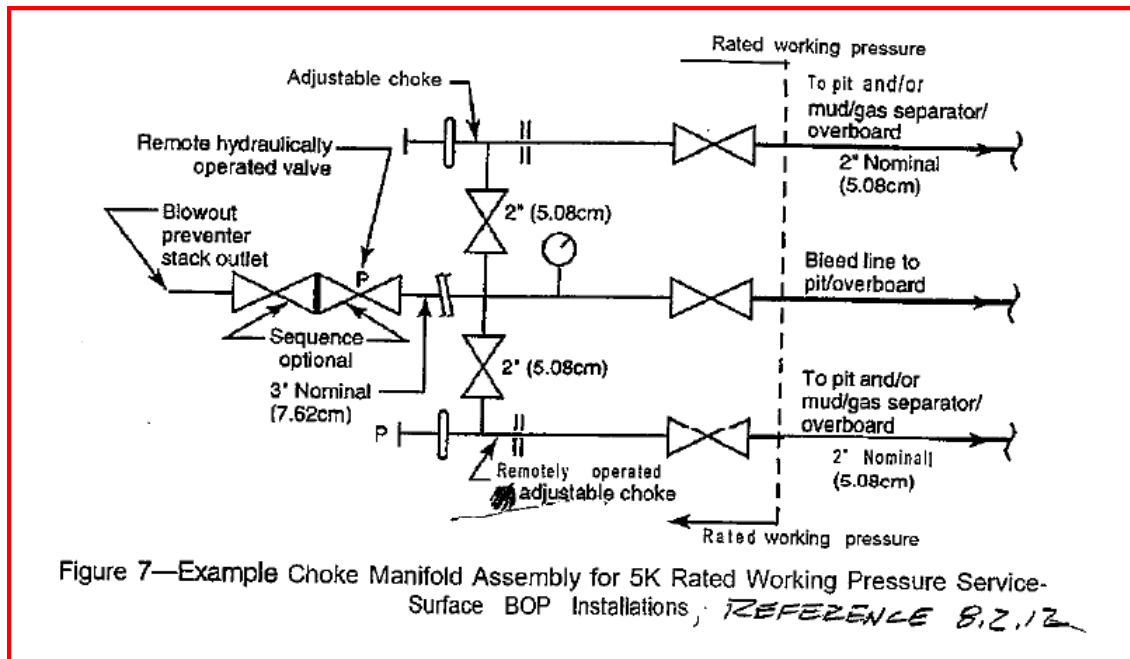 Rated working pressure
Adjustable choke
To pit and/or
mud/gas separator/
overboard
2" Nominal
(5.08cm)
Remote hydraulically
operated valve
2" (5.08cm)
Blowout
preventer
stack outlet
P
Bleed line to
pit/overboard
Sequence
optional
2" (5.08cm)
3" Nominal
(7.62cm)
To pit and/or
mud/gas separator/
overboard
2" Nominal
(5.08cm)
P
Remotely operated
adjustable choke
Rated working pressure
Figure 7—Example Choke Manifold Assembly for 5K Rated Working Pressure Service-
Surface BOP Installations, REFERENCE 8.2.12